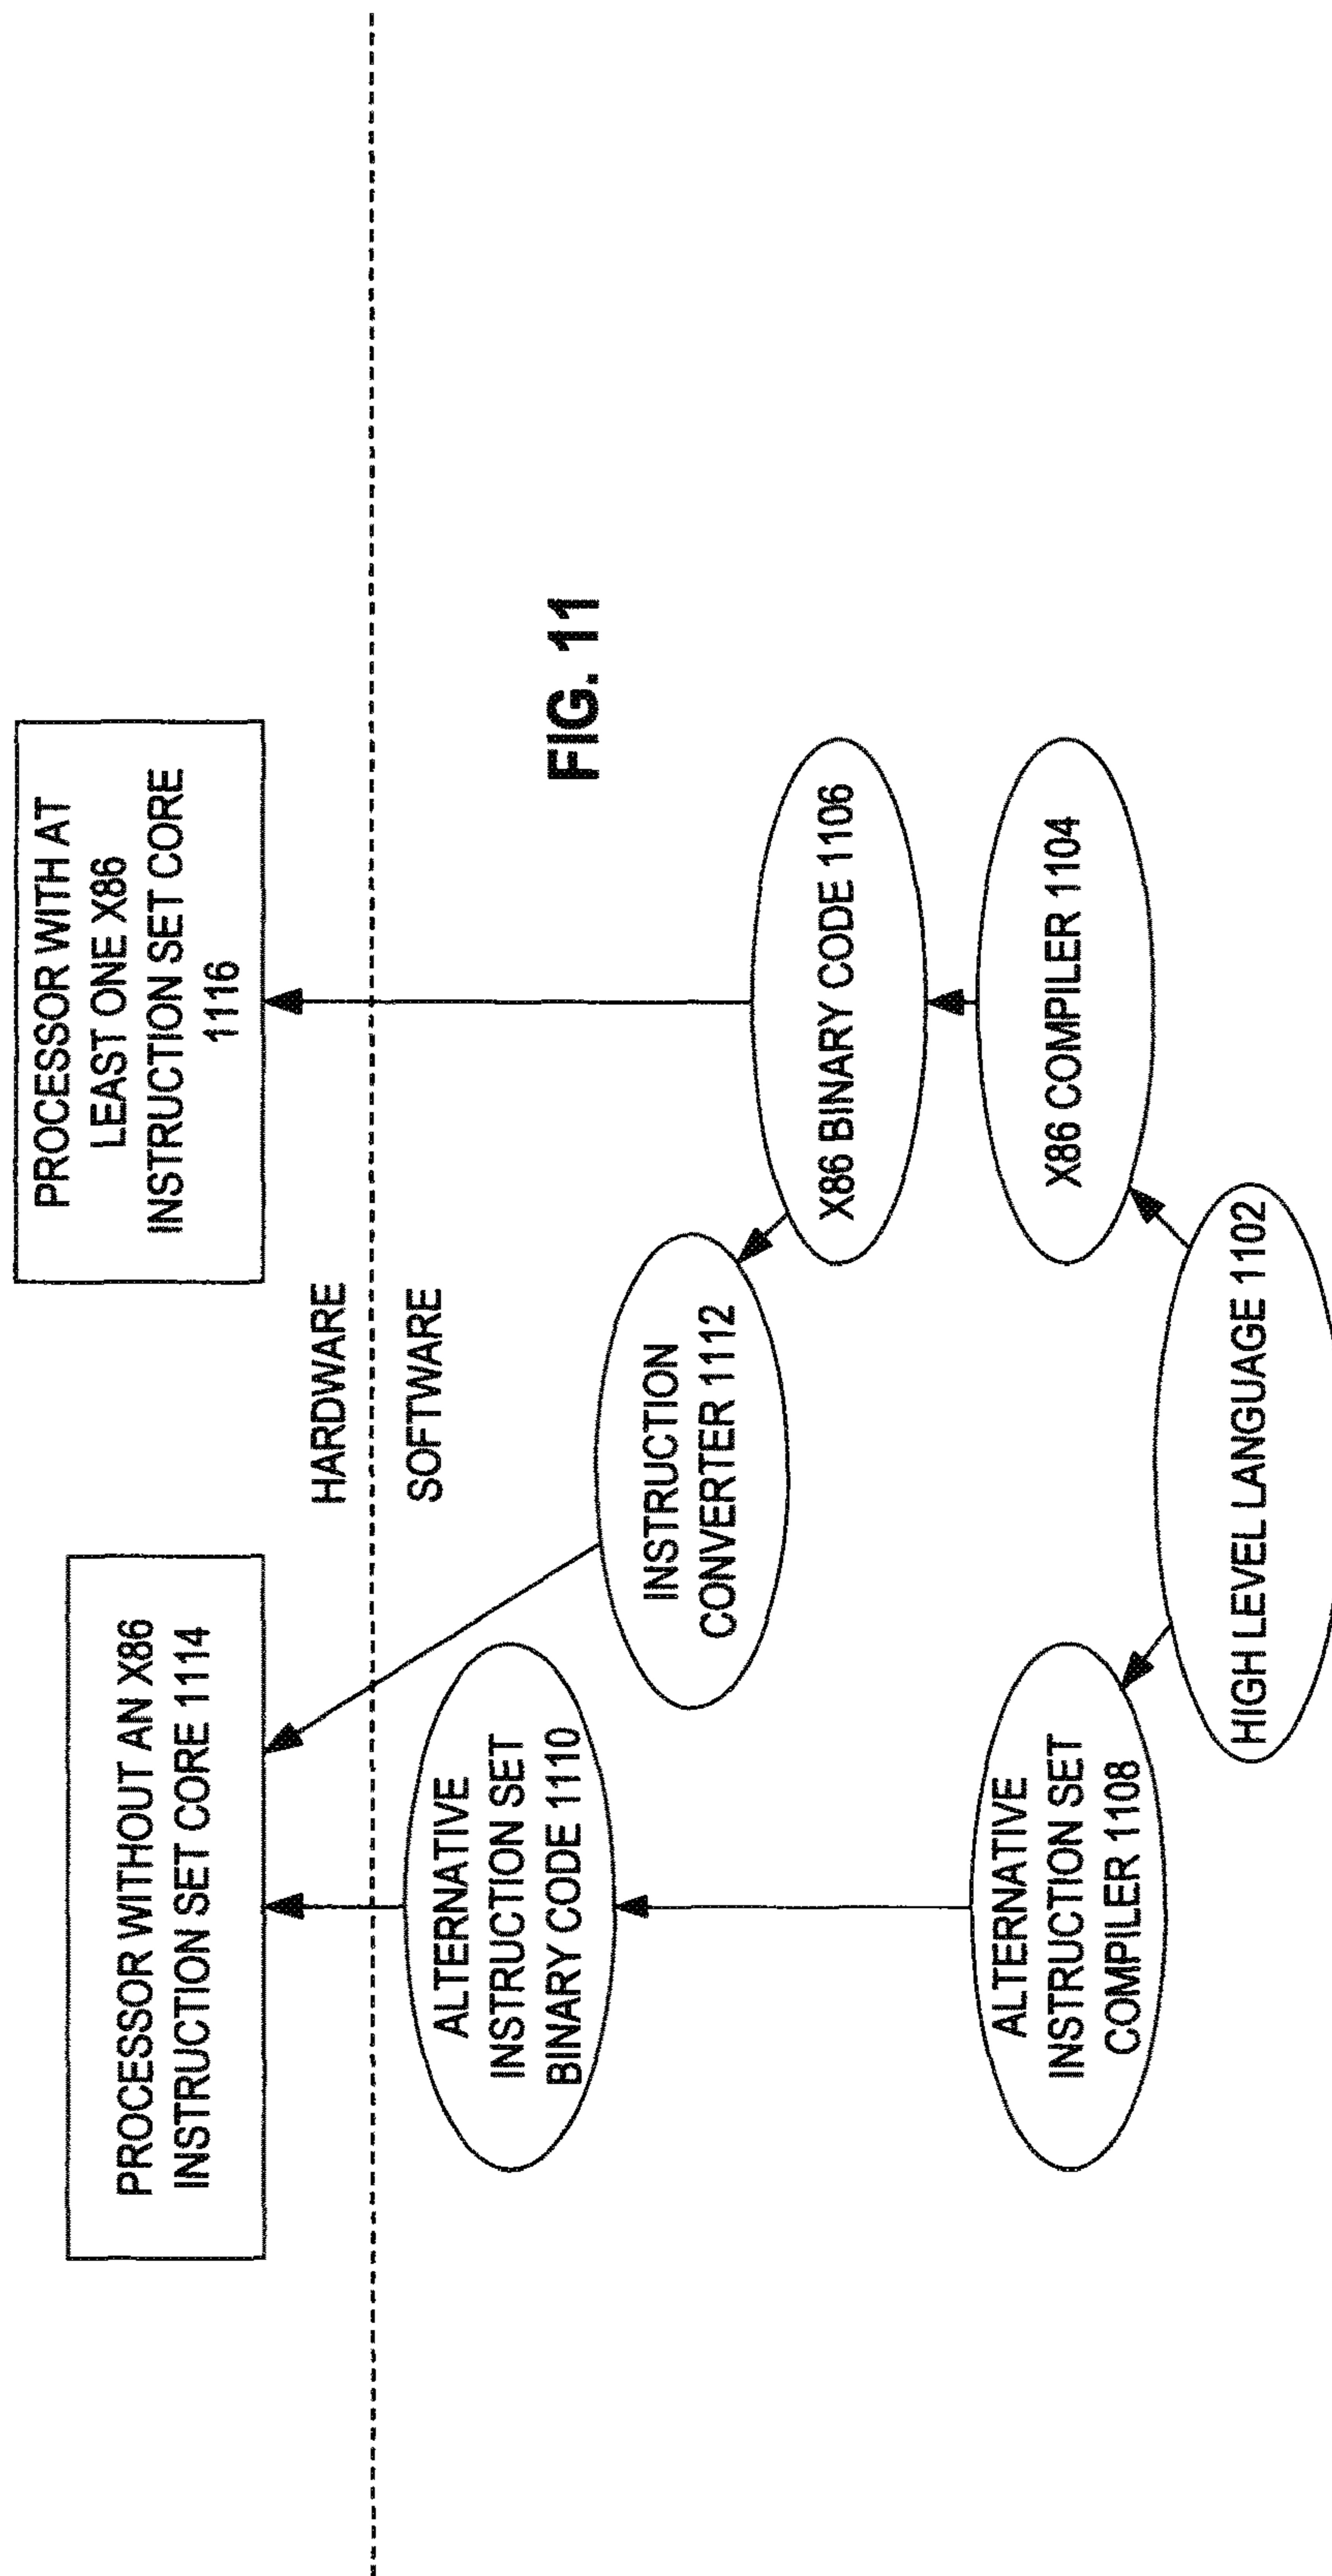 PROCESSOR WITHOUT AN X86
INSTRUCTION SET CORE 1114
PROCESSOR WITH AT
LEAST ONE X86
INSTRUCTION SET CORE
1116
HARDWARE
SOFTWARE
ALTERNATIVE
INSTRUCTION SET
BINARY CODE 1110
INSTRUCTION
CONVERTER 1112
FIG. 11
X86 BINARY CODE 1106
ALTERNATIVE
INSTRUCTION SET
COMPILER 1108
X86 COMPILER 1104
HIGH LEVEL LANGUAGE 1102